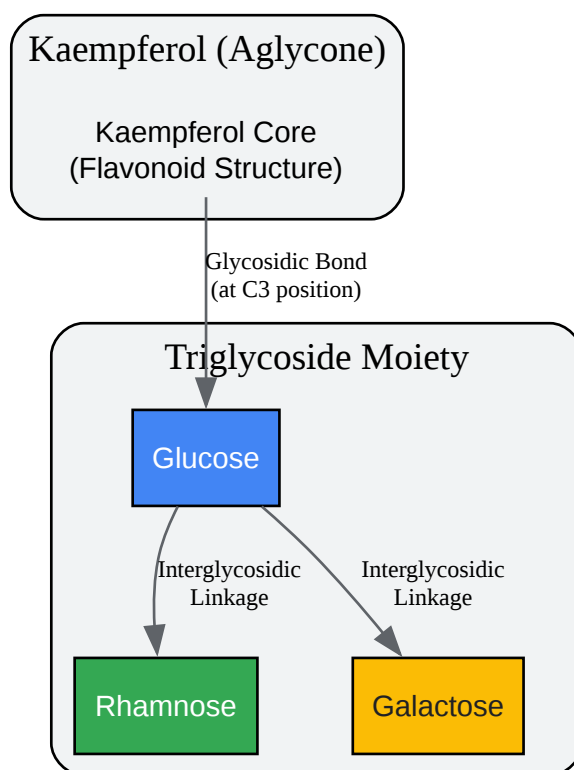 Kaempferol (Aglycone)
Kaempferol Core
(Flavonoid Structure)
Glycosidic Bond
(at C3 position)
Triglycoside Moiety
Glucose
Interglycosidic
Linkage
Interglycosidic
Linkage
Rhamnose
Galactose